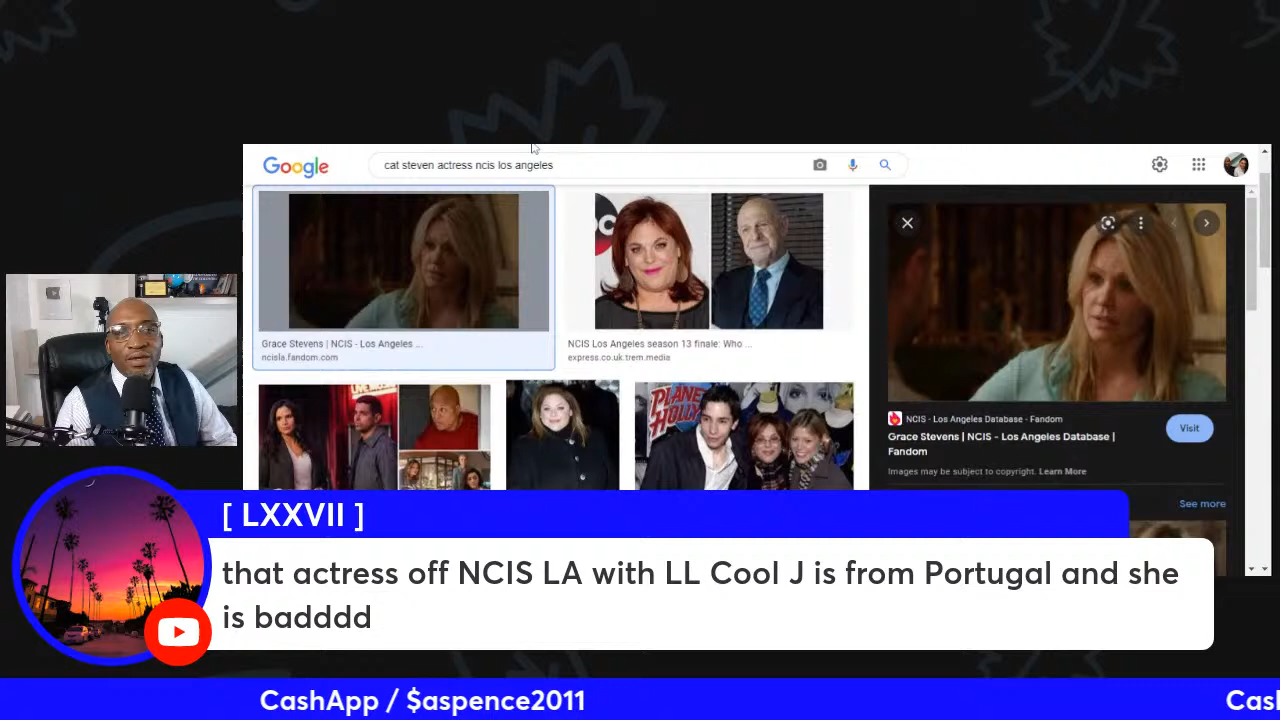 Google
cat steven actress ncis los angeles
Grace Stevens | NCIS - Los Angeles ...
ncisla.fandom.com
NCIS Los Angeles season 13 finale: Who ...
express.co.uk.trem.media
PLANET
HOLLY
NCIS - Los Angeles Database - Fandom
Grace Stevens | NCIS - Los Angeles Database |
Fandom
Visit
Images may be subject to copyright. Learn More
See more
[ LXXVII ]
that actress off NCIS LA with LL Cool J is from Portugal and she
is badddd
CashApp / $aspence2011
Cash